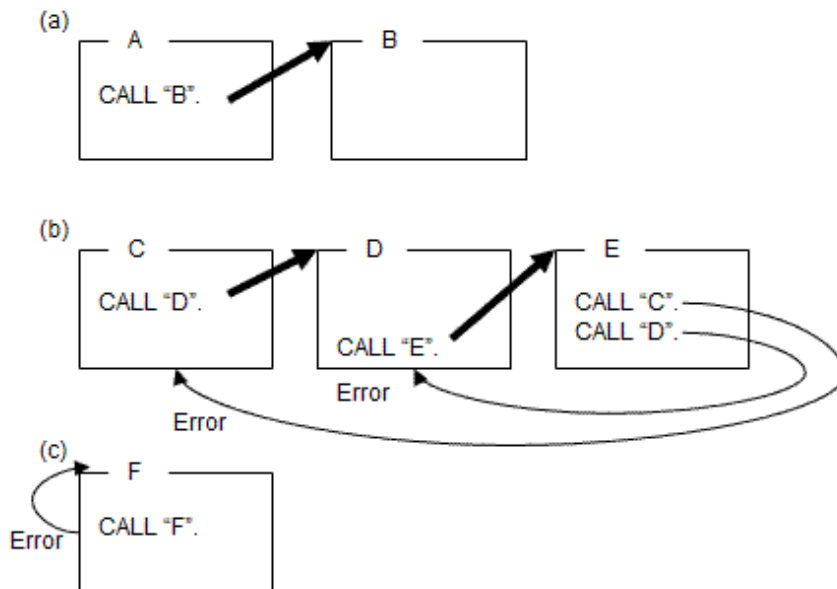 (a)
A
B
CALL “B”.
(b)
C
D
E
CALL “D”.
CALL “C”.
CALL “D”.
CALL “E”.
Error
Error
(c)
F
CALL “F”.
Error